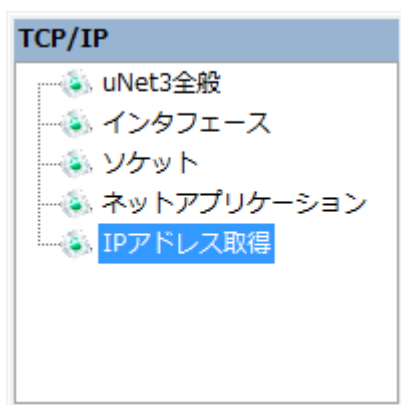 TCP/IP
uNet3全般
インタフェース
ソケット
ネットアプリケーション
IPアドレス取得